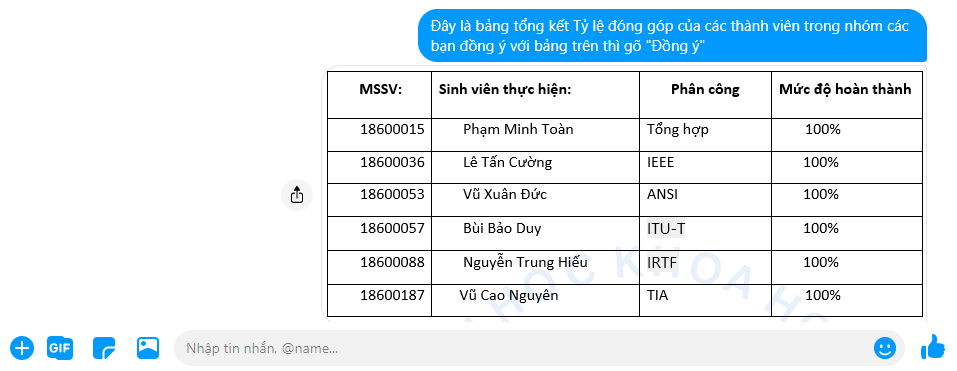 Đây là bảng tổng kết Tỷ lệ đóng góp của các thành viên trong nhóm các
bạn đồng ý với bảng trên thì gõ "Đồng ý"
MSSV: Sinh viên thực hiện: Phân công Mức độ hoàn thành
18600015 Phạm Minh Toàn Tổng hợp 100%
18600036 Lê Tấn Cường IEEE 100%
18600053 Vũ Xuân Đức ANSI 100%
18600057 Bùi Bảo Duy ITU-T 100%
18600088 Nguyễn Trung Hiếu IRTF 100%
18600187 Vũ Cao Nguyên TIA 100%
HỌC KHOA
GIF
Nhập tin nhắn, @name...